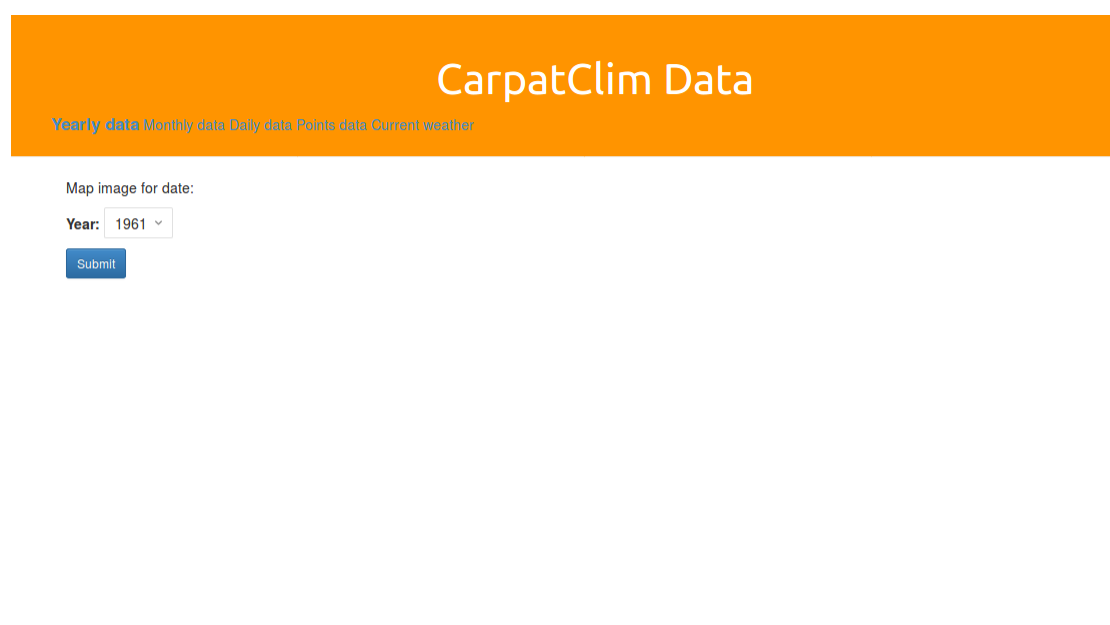 CarpatClim Data
Yearly data Monthly data Daily data Points data Current weather
Map image for date:
Year: 1961
Submit